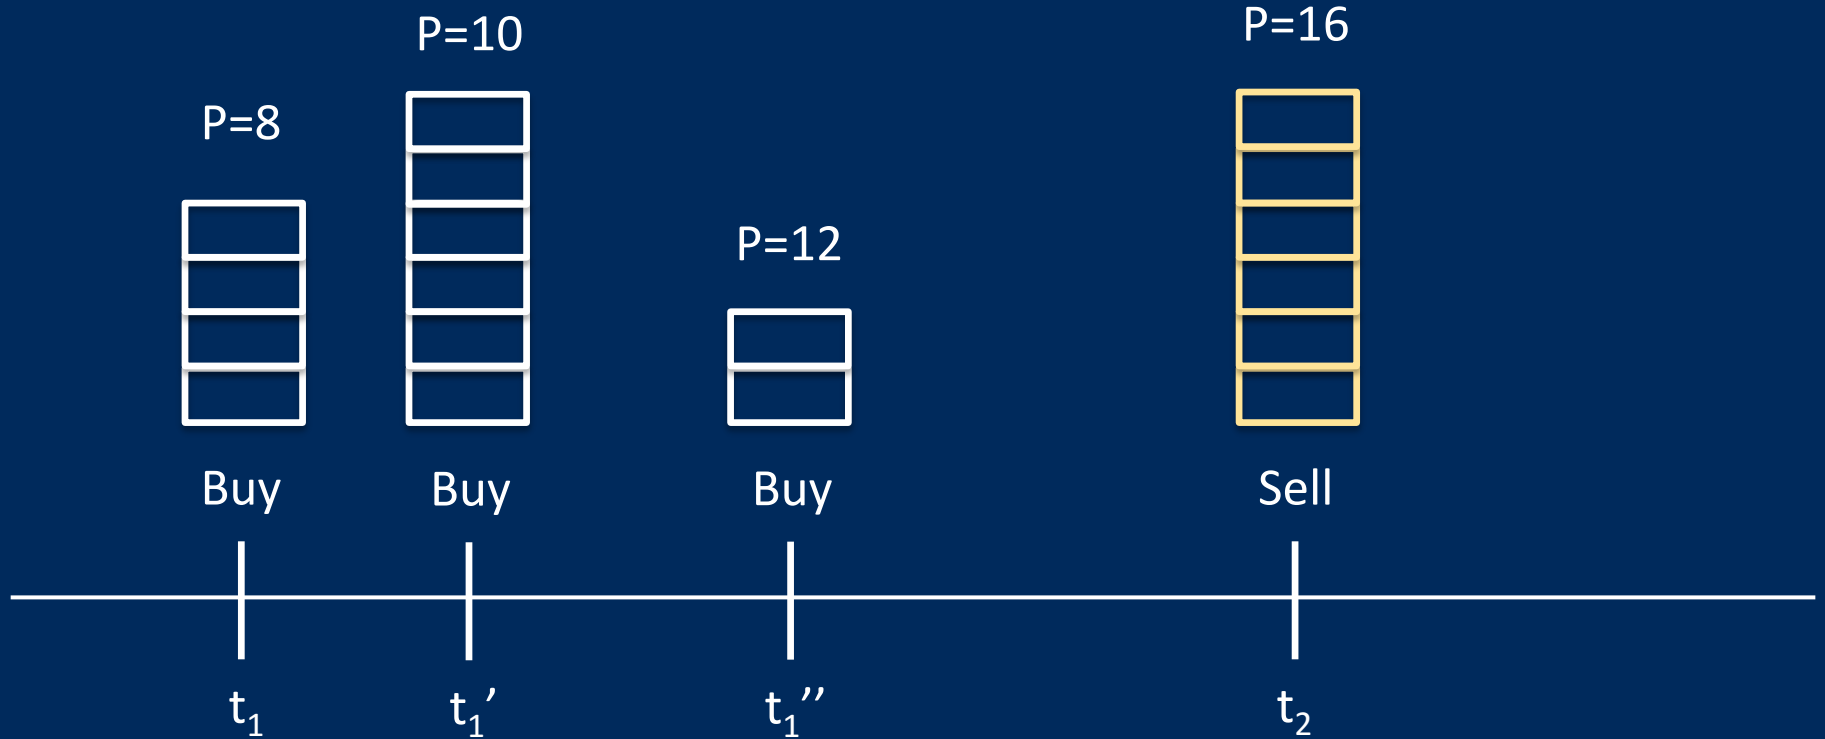 P=8
P=10
P=12
P=16
Buy
Buy
Buy
Sell
t₁
t₁’
t₁’’
t₂